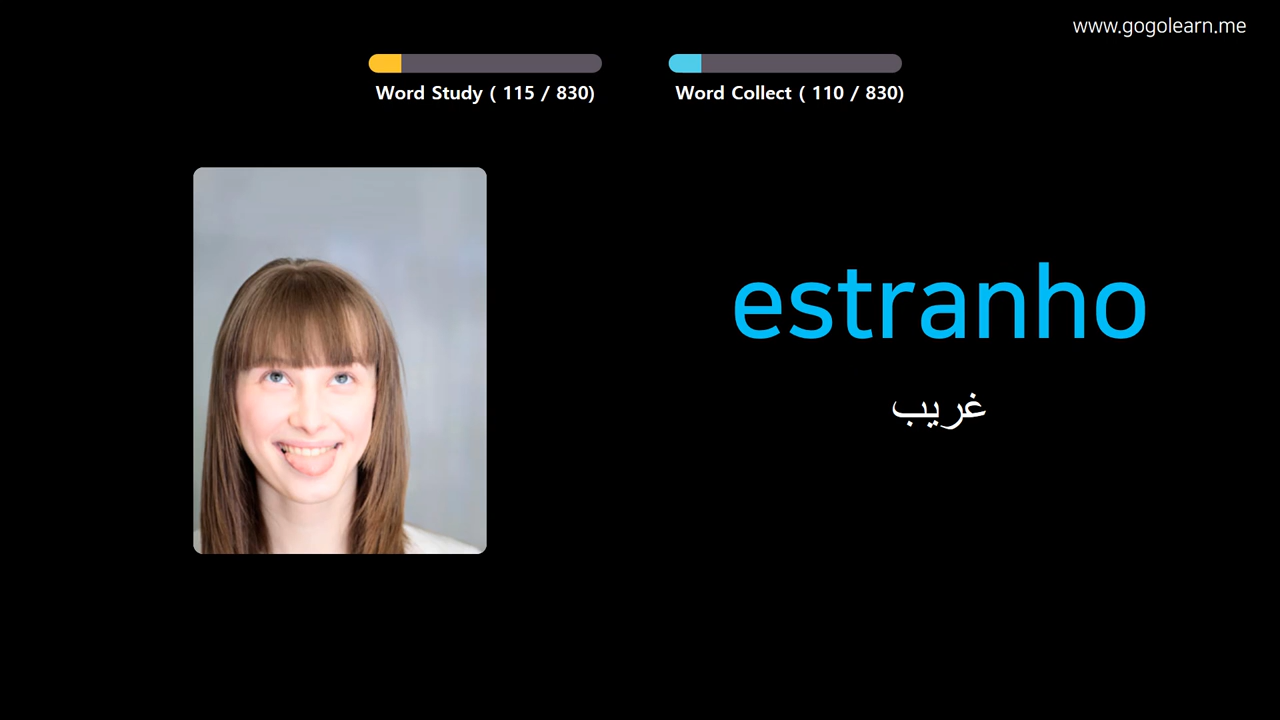 www.gogolearn.me
Word Study ( 115 / 830)
Word Collect ( 110 / 830)
estranho
غريب